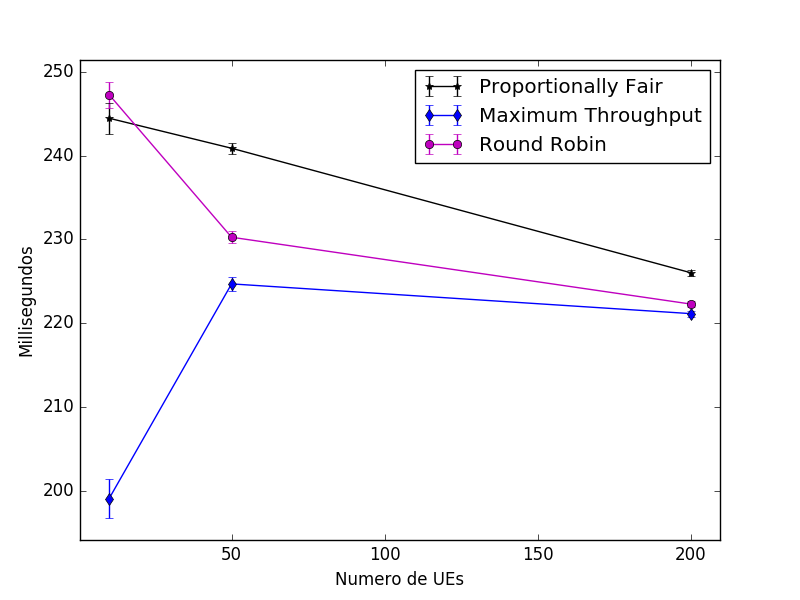 250
240
230
220
210
200
Millisegundos
Proportionally Fair
Maximum Throughput
Round Robin
50
100
150
200
Numero de UEs